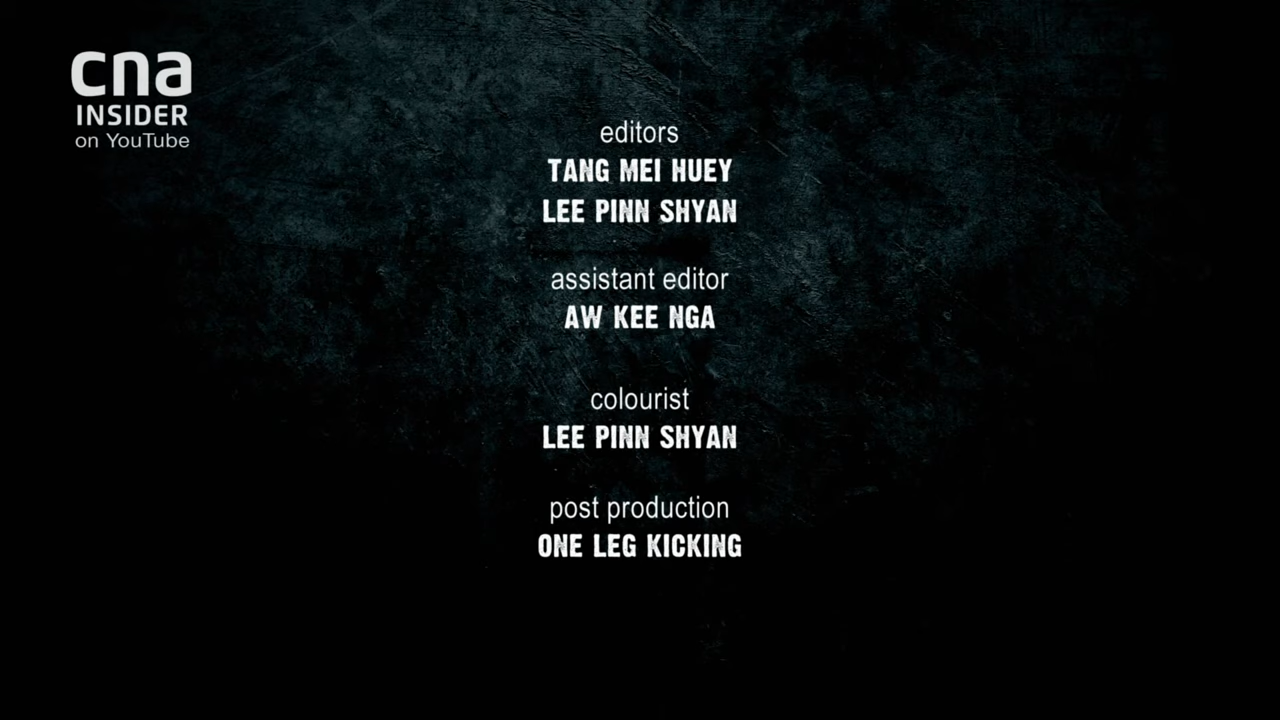 cna
INSIDER
on YouTube
editors
TANG MEI HUEY
LEE PINN SHYAN
assistant editor
AW KEE NGA
colourist
LEE PINN SHYAN
post production
ONE LEG KICKING